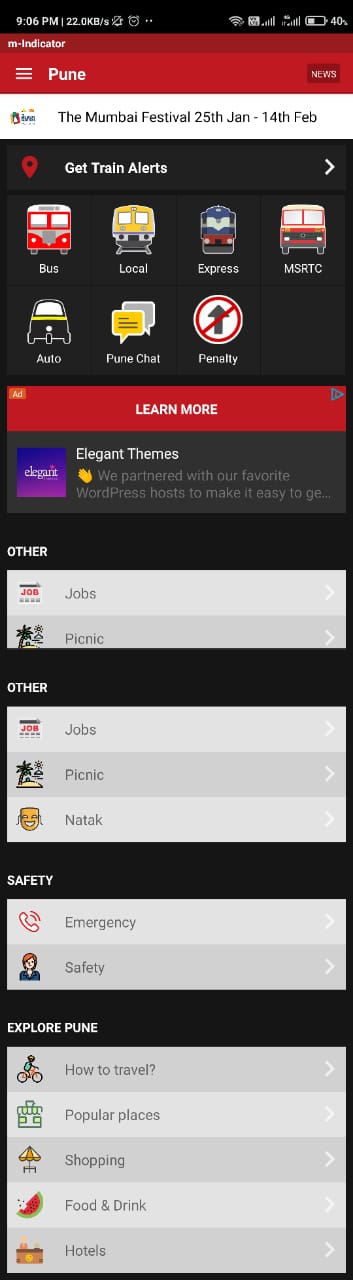 9:06 PM | 22.0KB/s
40%
m-Indicator
Pune
NEWS
The Mumbai Festival 25th Jan - 14th Feb
Get Train Alerts
Bus
Local
Express
MSRTC
Auto
Pune Chat
Penalty
Ad
LEARN MORE
elegant
Elegant Themes
👋 We partnered with our favorite
WordPress hosts to make it easy to ge...
OTHER
JOB
Jobs
Picnic
OTHER
JOB
Jobs
Picnic
Natak
SAFETY
Emergency
Safety
EXPLORE PUNE
How to travel?
Popular places
Shopping
Food & Drink
Hotels